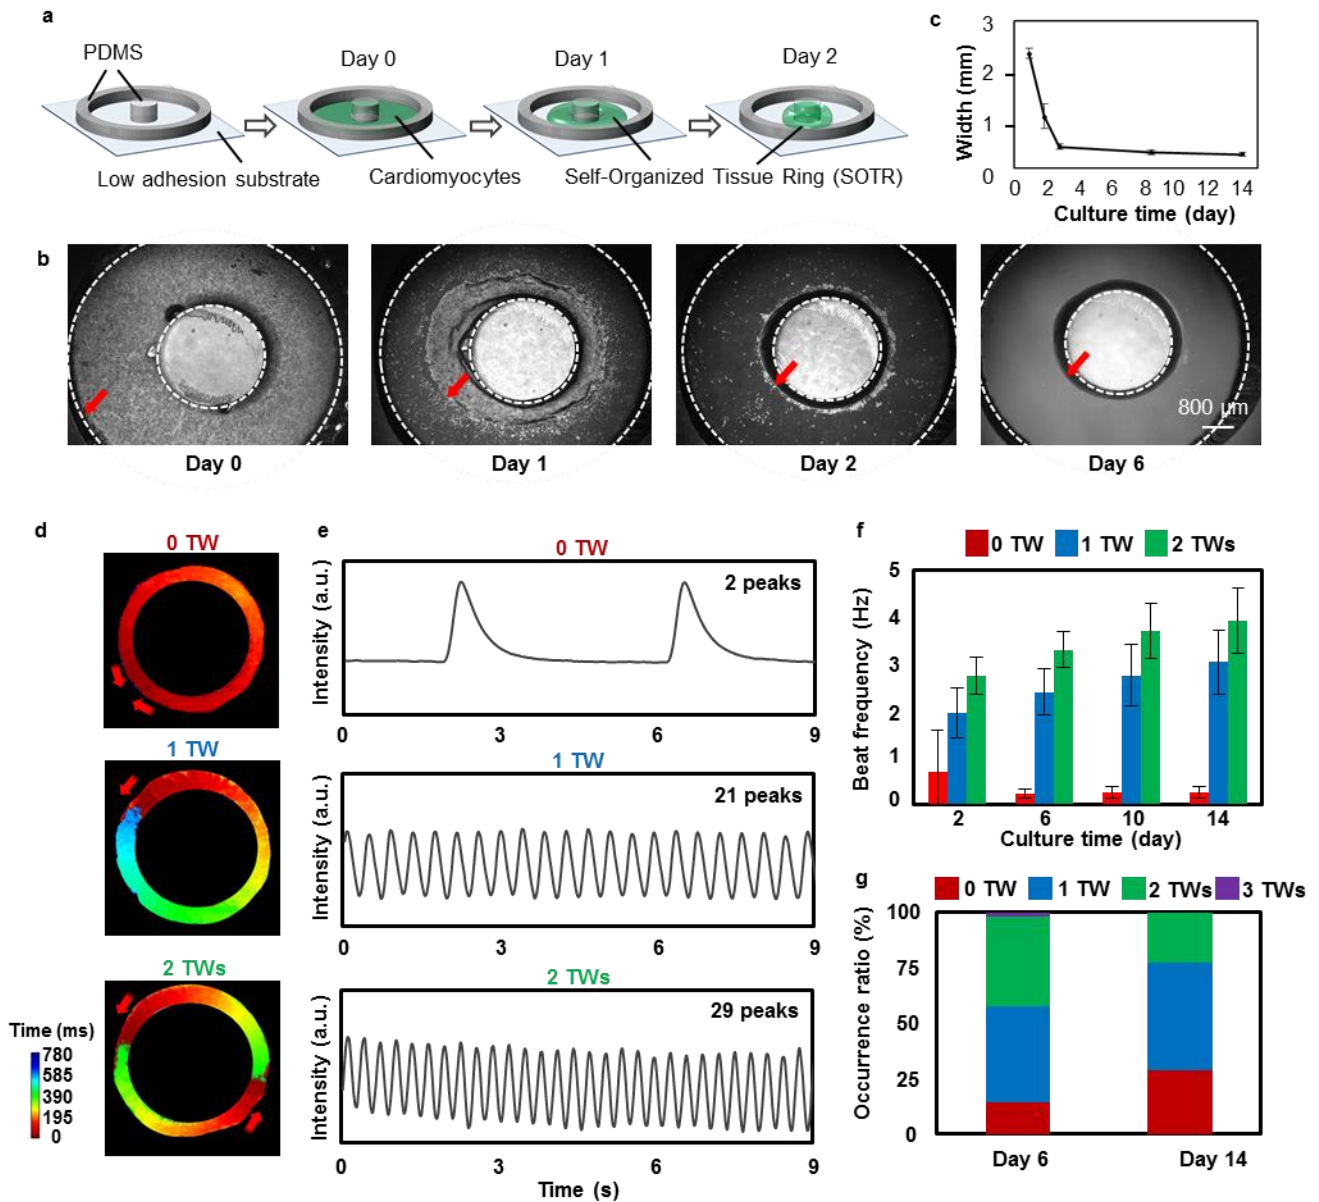 a
PDMS
Day 0
Day 1
Day 2
Low adhesion substrate
Cardiomyocytes
Self-Organized Tissue Ring (SOTR)
c
Width (mm)
3
2
1
0
0 2 4 6 8 10 12 14
Culture time (day)
b
800 μm
Day 0
Day 1
Day 2
Day 6
d
0 TW
1 TW
2 TWs
Time (ms)
780
585
390
195
0
e
0 TW
2 peaks
Intensity (a.u.)
0 3 6 9
1 TW
21 peaks
Intensity (a.u.)
0 3 6 9
2 TWs
29 peaks
Intensity (a.u.)
0 3 6 9
Time (s)
f
0 TW 1 TW 2 TWs
Beat frequency (Hz)
5
4
3
2
1
0
2 6 10 14
Culture time (day)
g
0 TW 1 TW 2 TWs 3 TWs
Occurrence ratio (%)
100
75
50
25
0
Day 6 Day 14